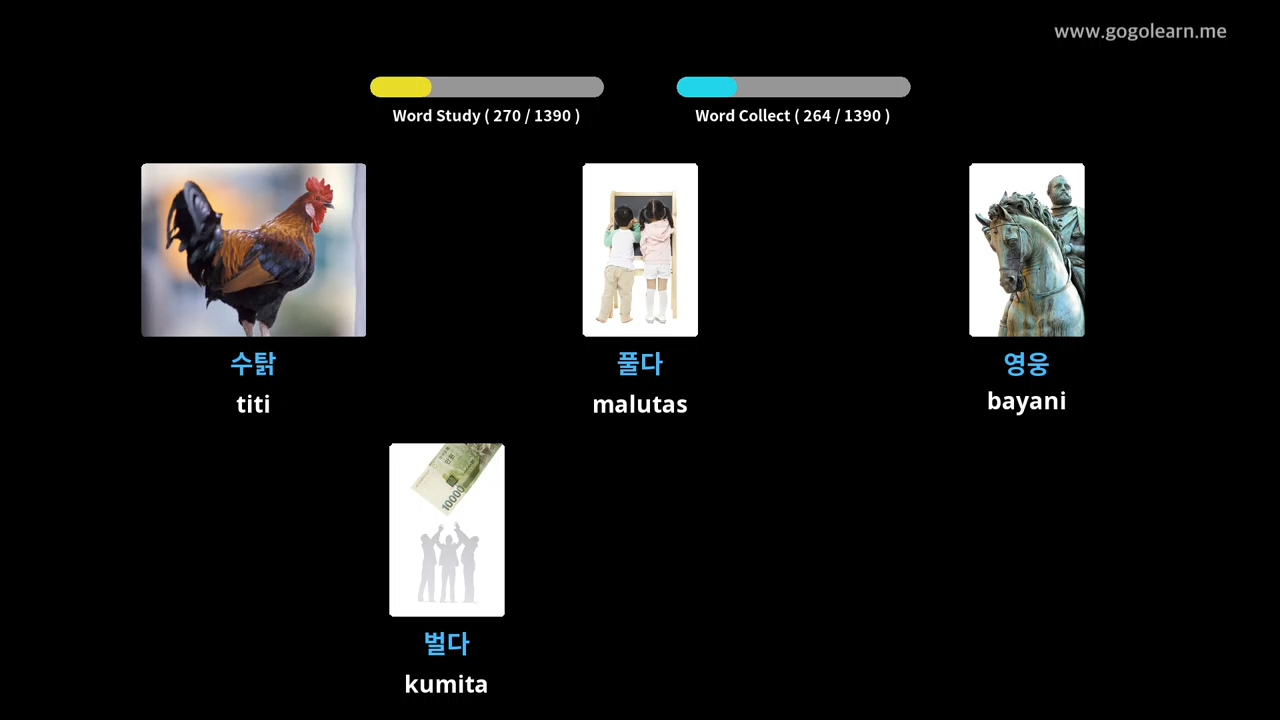 www.gogolearn.me
Word Study ( 270 / 1390 )
Word Collect ( 264 / 1390 )
수탉
풀다
영웅
titi
malutas
bayani
10000
벌다
kumita